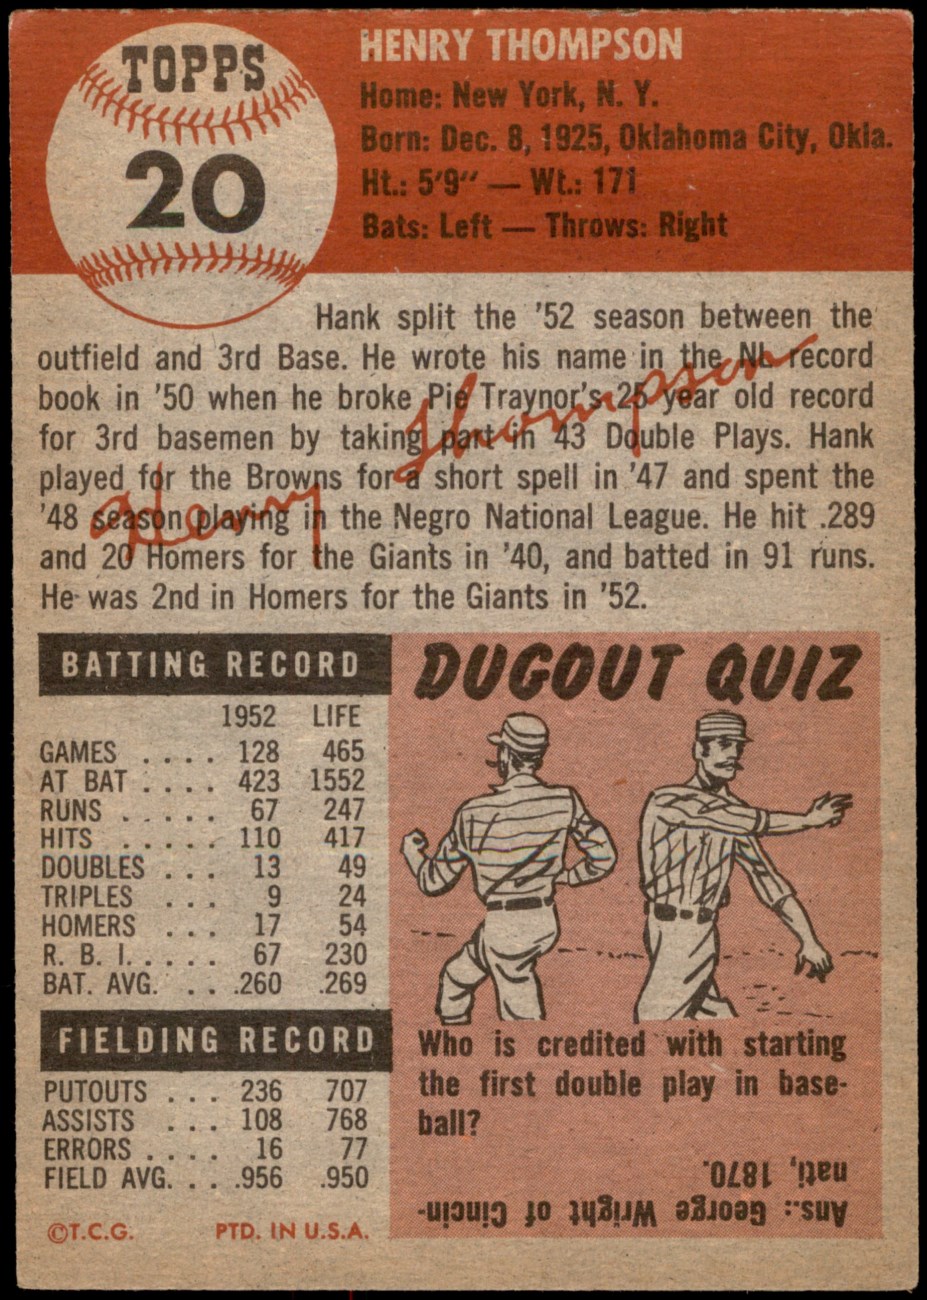 TOPPS
20
HENRY THOMPSON
Home: New York, N. Y.
Born: Dec. 8, 1925, Oklahoma City, Okla.
Ht.: 5'9" — Wt.: 171
Bats: Left — Throws: Right
Hank split the '52 season between the
outfield and 3rd Base. He wrote his name in the NL record
book in '50 when he broke Pie Traynor's 25 year old record
for 3rd basemen by taking part in 43 Double Plays. Hank
played for the Browns for a short spell in '47 and spent the
'48 season playing in the Negro National League. He hit .289
and 20 Homers for the Giants in '40, and batted in 91 runs.
He was 2nd in Homers for the Giants in '52.
Henry Thompson
BATTING RECORD
1952 LIFE
GAMES .... 128 465
AT BAT .... 423 1552
RUNS ..... 67 247
HITS ..... 110 417
DOUBLES ... 13 49
TRIPLES ... 9 24
HOMERS ... 17 54
R. B. I. .... 67 230
BAT. AVG. ... .260 .269
FIELDING RECORD
PUTOUTS ... 236 707
ASSISTS ... 108 768
ERRORS .... 16 77
FIELD AVG. .. .956 .950
©T.C.G. PTD. IN U.S.A.
DUGOUT QUIZ
Who is credited with starting
the first double play in base-
ball?
Ans.: George Wright of Cincin-
nati, 1870.